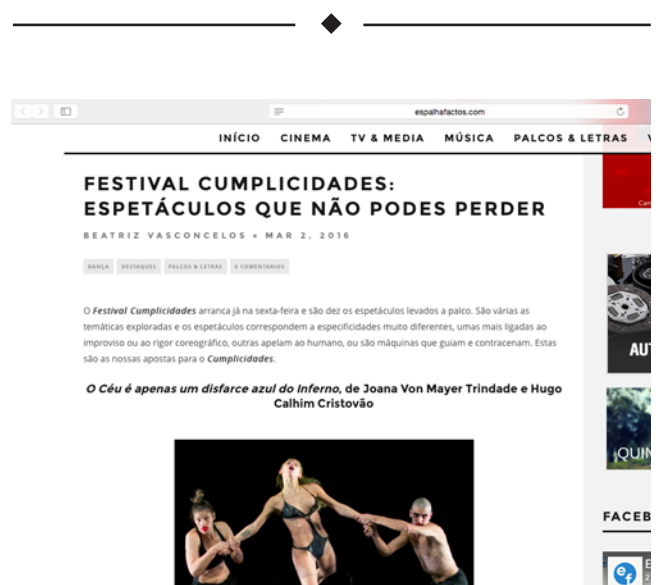 espalhafactos.com
INÍCIO CINEMA TV & MEDIA MÚSICA PALCOS & LETRAS V
FESTIVAL CUMPLICIDADES:
ESPETÁCULOS QUE NÃO PODES PERDER
BEATRIZ VASCONCELOS × MAR 2, 2016
DANÇA DESTAQUES PALCOS & LETRAS 0 COMENTÁRIOS
O Festival Cumplicidades arranca já na sexta-feira e são dez os espetáculos levados a palco. São várias as
temáticas exploradas e os espetáculos correspondem a especificidades muito diferentes, umas mais ligadas ao
improviso ou ao rigor coreográfico, outras apelam ao humano, ou são máquinas que guiam e contracenam. Estas
são as nossas apostas para o Cumplicidades.
O Céu é apenas um disfarce azul do Inferno, de Joana Von Mayer Trindade e Hugo
Calhim Cristovão
Can
AUT
QUIN
FACEB
E
2